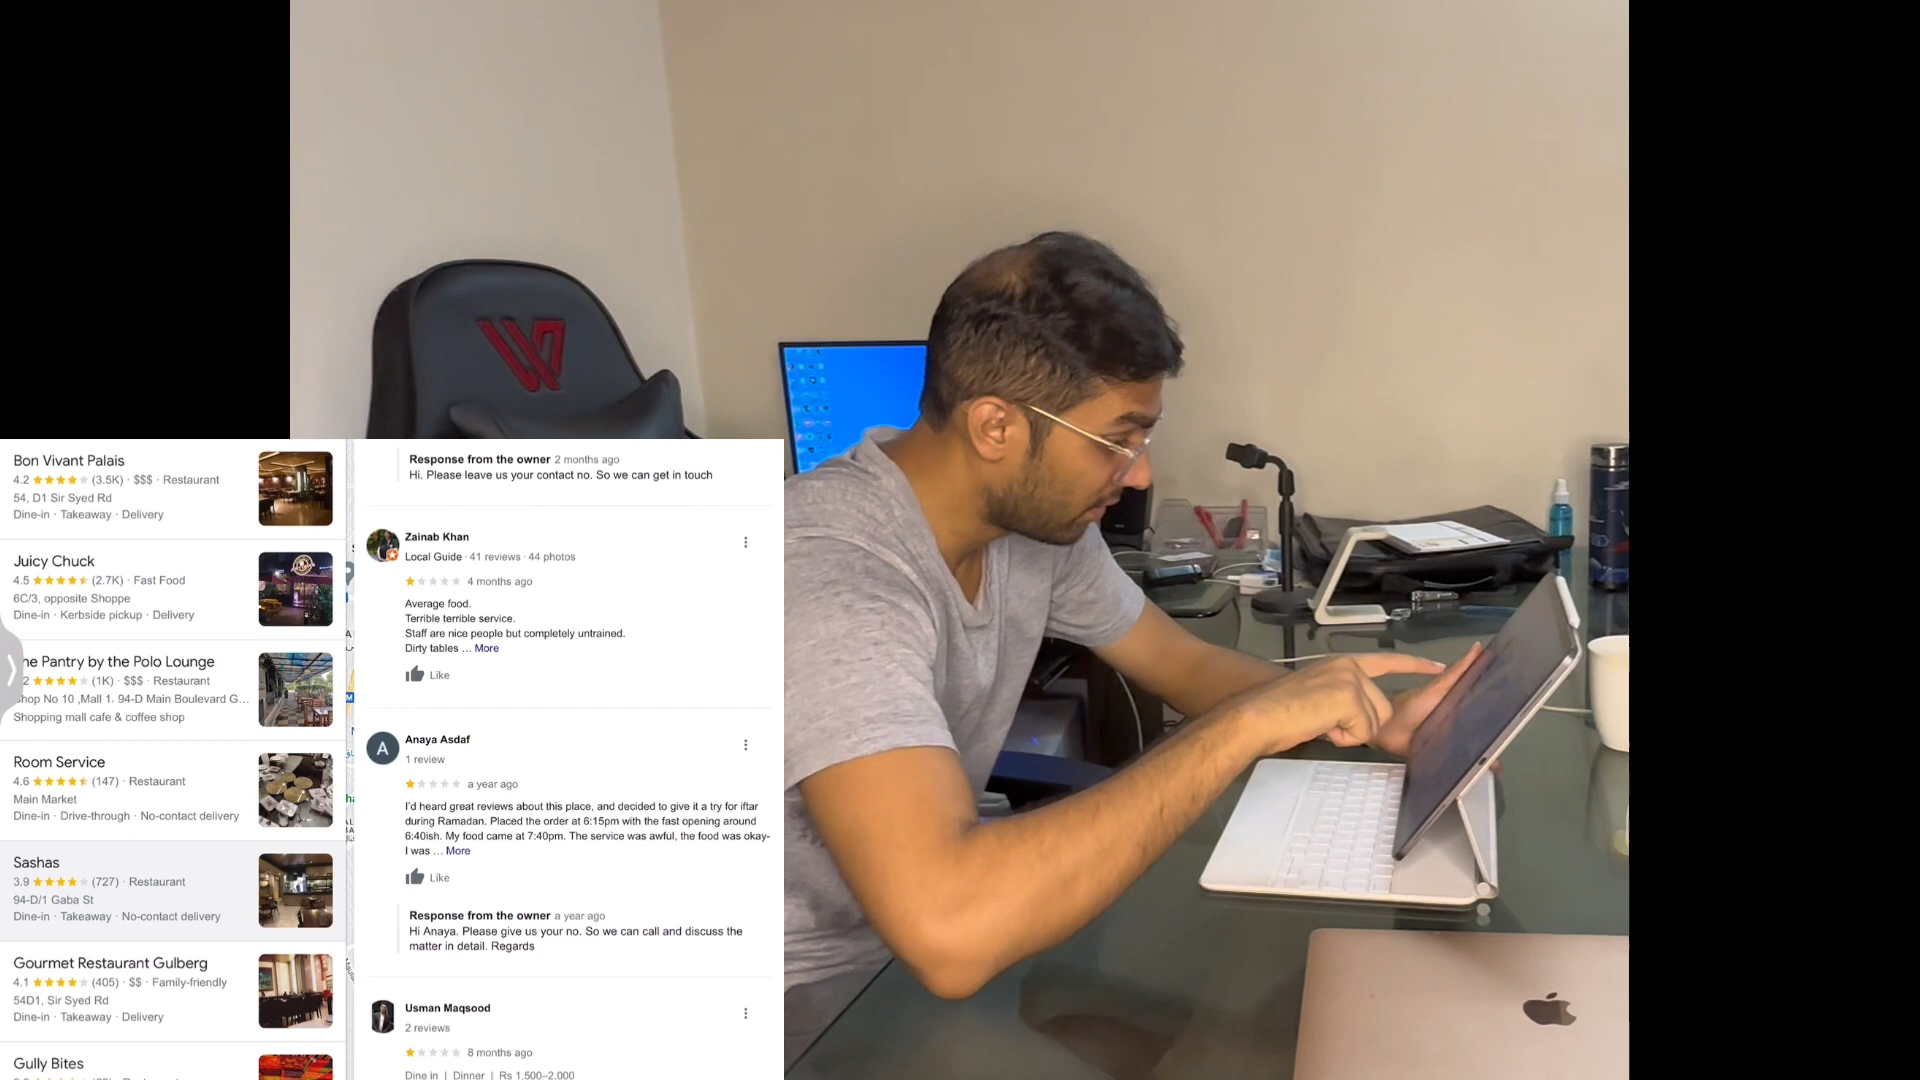 Bon Vivant Palais
4.2 (3.5K) · $$$ · Restaurant
54, D1 Sir Syed Rd
Dine-in · Takeaway · Delivery
Juicy Chuck
4.5 (2.7K) · Fast Food
6C/3, opposite Shoppe
Dine-in · Kerbside pickup · Delivery
he Pantry by the Polo Lounge
2 (1K) · $$$ · Restaurant
hop No 10 ,Mall 1، 94-D Main Boulevard G...
Shopping mall cafe & coffee shop
Room Service
4.6 (147) · Restaurant
Main Market
Dine-in · Drive-through · No-contact delivery
Sashas
3.9 (727) · Restaurant
94-D/1 Gaba St
Dine-in · Takeaway · No-contact delivery
Gourmet Restaurant Gulberg
4.1 (405) · $$ · Family-friendly
54D1, Sir Syed Rd
Dine-in · Takeaway · Delivery
Gully Bites
Response from the owner 2 months ago
Hi. Please leave us your contact no. So we can get in touch
Zainab Khan
Local Guide · 41 reviews · 44 photos
4 months ago
Average food.
Terrible terrible service.
Staff are nice people but completely untrained.
Dirty tables ... More
Like
A
Anaya Asdaf
1 review
a year ago
I'd heard great reviews about this place, and decided to give it a try for iftar
during Ramadan. Placed the order at 6:15pm with the fast opening around
6:40ish. My food came at 7:40pm. The service was awful, the food was okay-
I was ... More
Like
Response from the owner a year ago
Hi Anaya. Please give us your no. So we can call and discuss the
matter in detail. Regards
Usman Maqsood
2 reviews
8 months ago
Dine in | Dinner | Rs 1,500–2,000